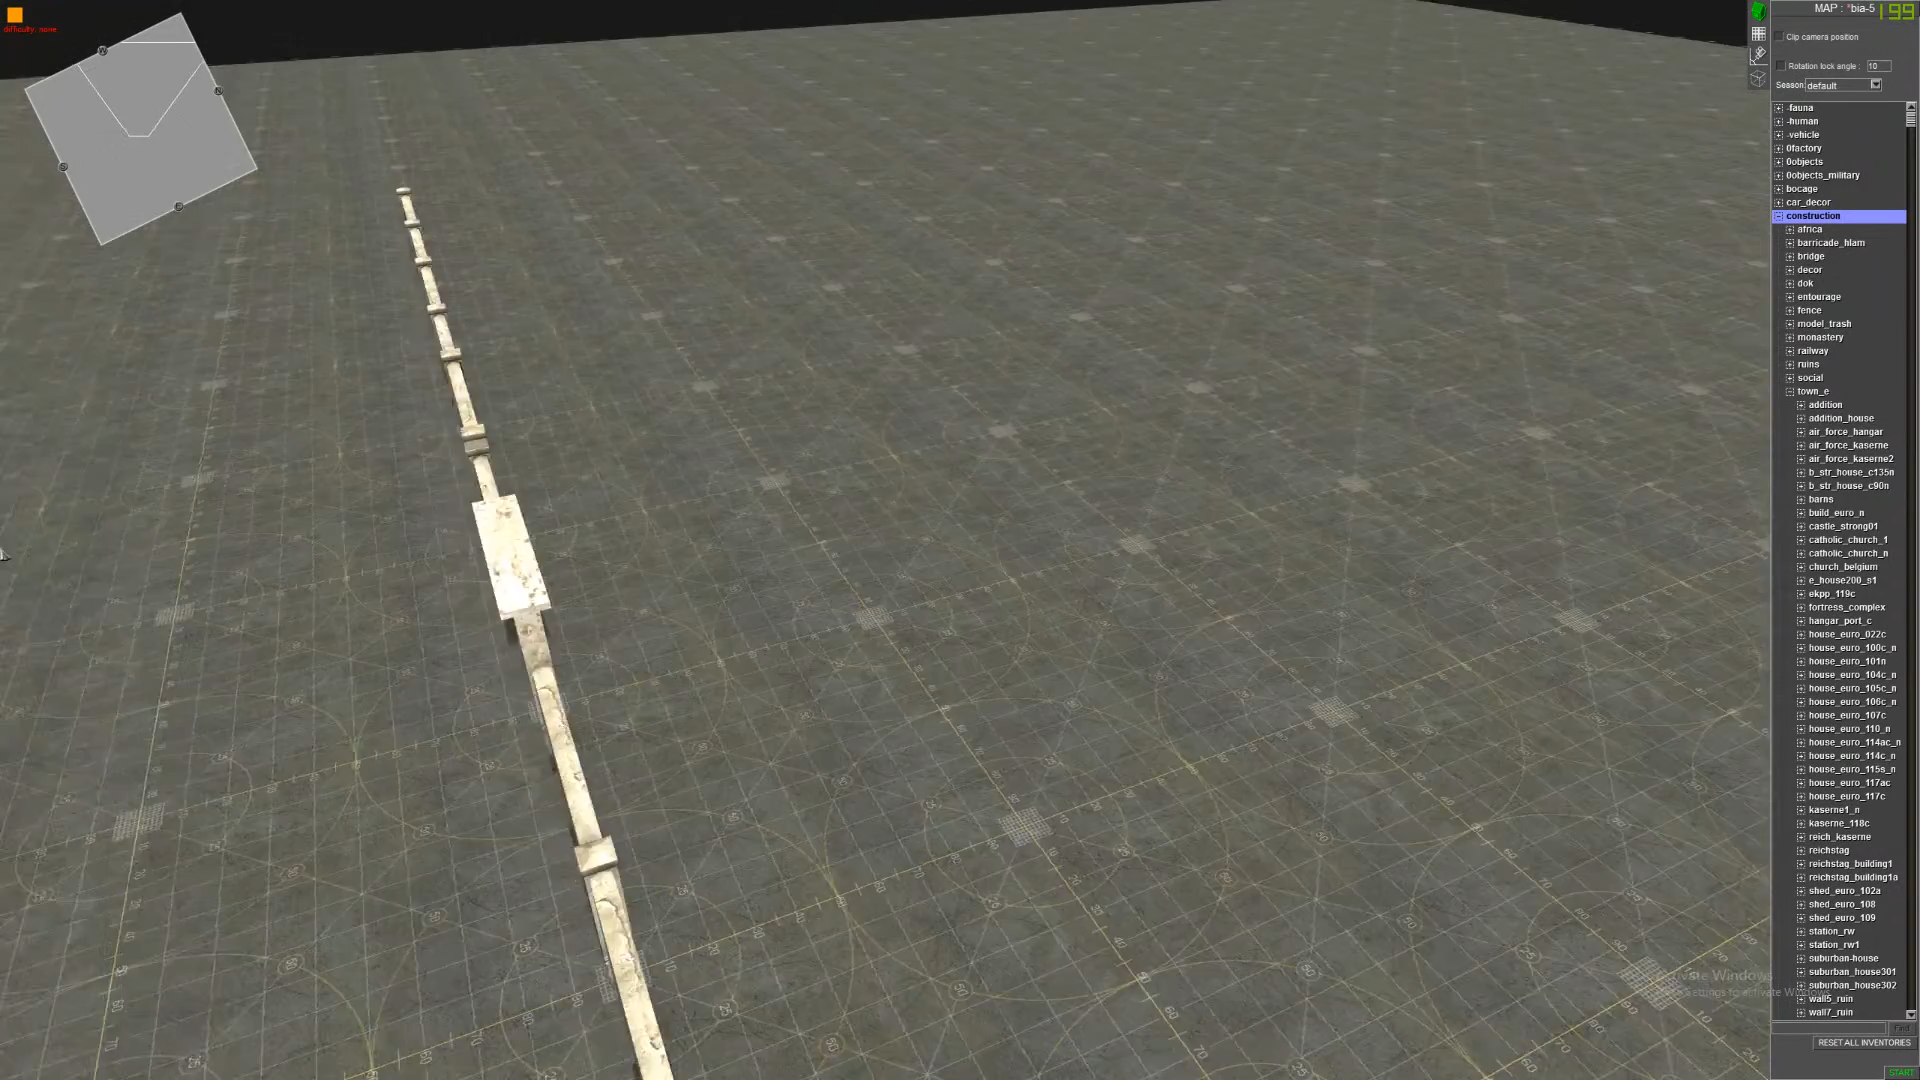 difficulty: none
MAP : *bia-5
199
Clip camera position
Rotation lock angle : 10
Season: default
-fauna
-human
-vehicle
0factory
0objects
0objects_military
bocage
car_decor
construction
africa
barricade_hlam
bridge
decor
dok
entourage
fence
model_trash
monastery
railway
ruins
social
town_e
addition
addition_house
air_force_hangar
air_force_kaserne
air_force_kaserne2
b_str_house_c135n
b_str_house_c90n
barns
build_euro_n
castle_strong01
catholic_church_1
catholic_church_n
church_belgium
e_house200_s1
ekpp_119c
fortress_complex
hangar_port_c
house_euro_022c
house_euro_100c_n
house_euro_101n
house_euro_104c_n
house_euro_105c_n
house_euro_106c_n
house_euro_107c
house_euro_110_n
house_euro_114ac_n
house_euro_114c_n
house_euro_115s_n
house_euro_117ac
house_euro_117c
kaserne1_n
kaserne_118c
reich_kaserne
reichstag
reichstag_building1
reichstag_building1a
shed_euro_102a
shed_euro_108
shed_euro_109
station_rw
station_rw1
suburban-house
suburban_house301
suburban_house302
wall5_ruin
wall7_ruin
Find
RESET ALL INVENTORIES
START